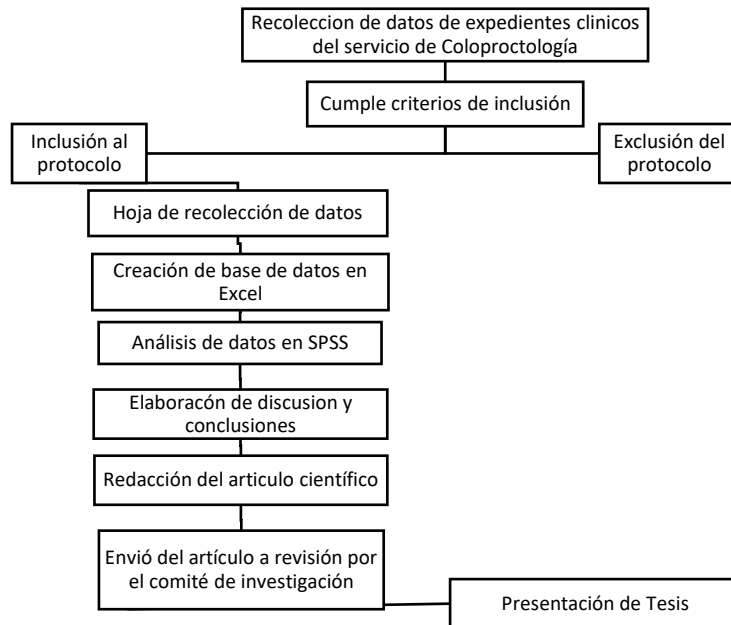 Recoleccion de datos de expedientes clinicos
del servicio de Coloproctología
Cumple criterios de inclusión
Inclusión al
protocolo
Exclusión del
protocolo
Hoja de recolección de datos
Creación de base de datos en
Excel
Análisis de datos en SPSS
Elaboracón de discusion y
conclusiones
Redacción del articulo científico
Envió del artículo a revisión por
el comité de investigación
Presentación de Tesis